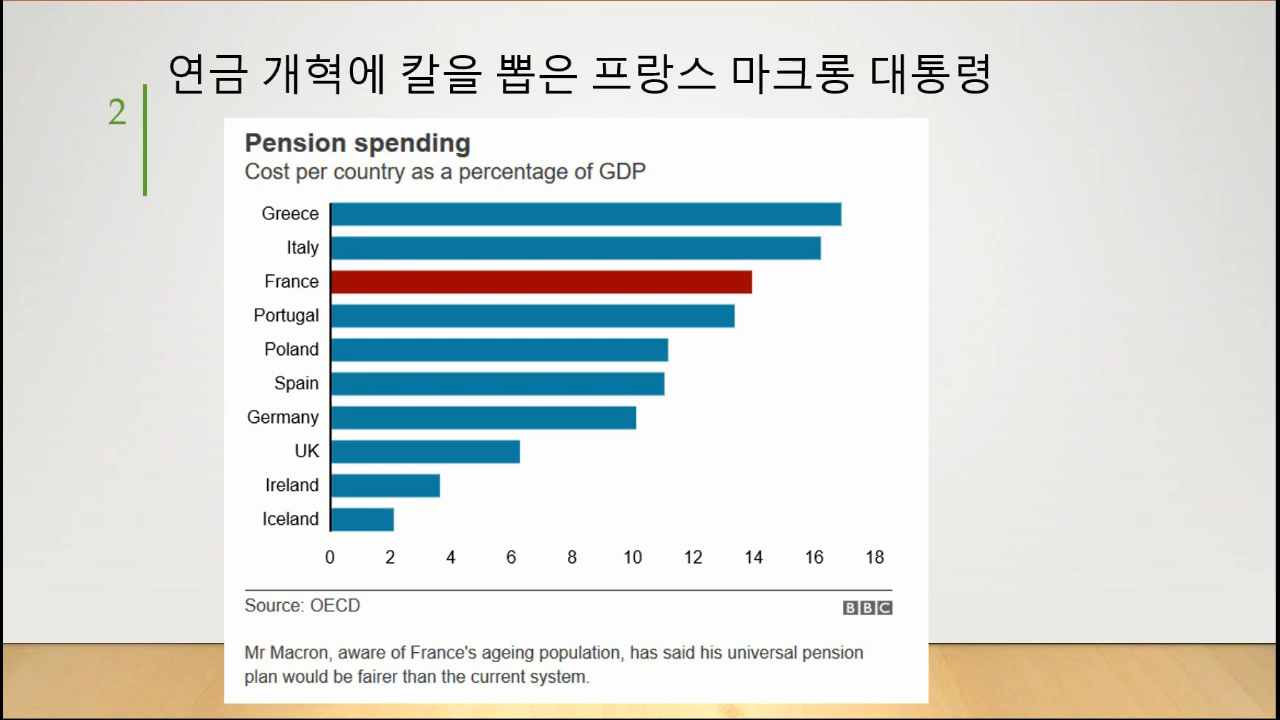 연금 개혁에 칼을 뽑은 프랑스 마크롱 대통령
2
Pension spending
Cost per country as a percentage of GDP
Greece
Italy
France
Portugal
Poland
Spain
Germany
UK
Ireland
Iceland
0 2 4 6 8 10 12 14 16 18
Source: OECD
BBC
Mr Macron, aware of France's ageing population, has said his universal pension
plan would be fairer than the current system.